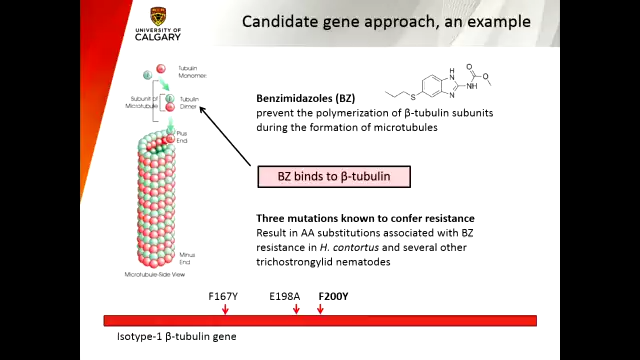 UNIVERSITY OF
CALGARY
Candidate gene approach, an example
Tubulin
Monomer:
Subunit of
Microtubule
Tubulin
Dimer
Plus
End
Minus
End
Microtubule-Side View
Benzimidazoles (BZ)
prevent the polymerization of β-tubulin subunits
during the formation of microtubules
H
N
N
NH
O
O
S
BZ binds to β-tubulin
Three mutations known to confer resistance
Result in AA substitutions associated with BZ
resistance in H. contortus and several other
trichostrongylid nematodes
F167Y E198A F200Y
Isotype-1 β-tubulin gene